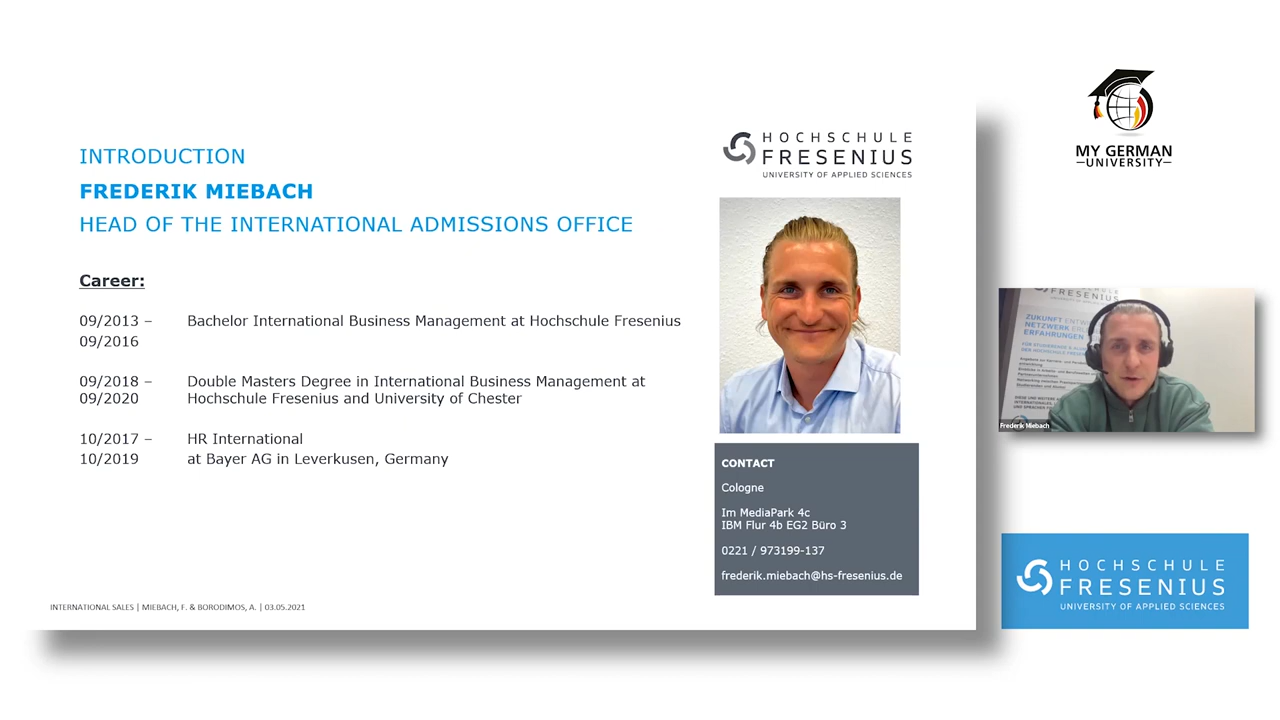 INTRODUCTION
FREDERIK MIEBACH
HEAD OF THE INTERNATIONAL ADMISSIONS OFFICE
Career:
09/2013 – Bachelor International Business Management at Hochschule Fresenius
09/2016
09/2018 – Double Masters Degree in International Business Management at
09/2020 Hochschule Fresenius and University of Chester
10/2017 – HR International
10/2019 at Bayer AG in Leverkusen, Germany
INTERNATIONAL SALES | MIEBACH, F. & BORODIMOS, A. | 03.05.2021
HOCHSCHULE
FRESENIUS
UNIVERSITY OF APPLIED SCIENCES
CONTACT
Cologne
Im MediaPark 4c
IBM Flur 4b EG2 Büro 3
0221 / 973199-137
frederik.miebach@hs-fresenius.de
MY GERMAN
UNIVERSITY
FRESENIUS
ZUKUNFT
NETZWERK
ERFAHRUNGEN
Frederik Miebach
HOCHSCHULE
FRESENIUS
UNIVERSITY OF APPLIED SCIENCES